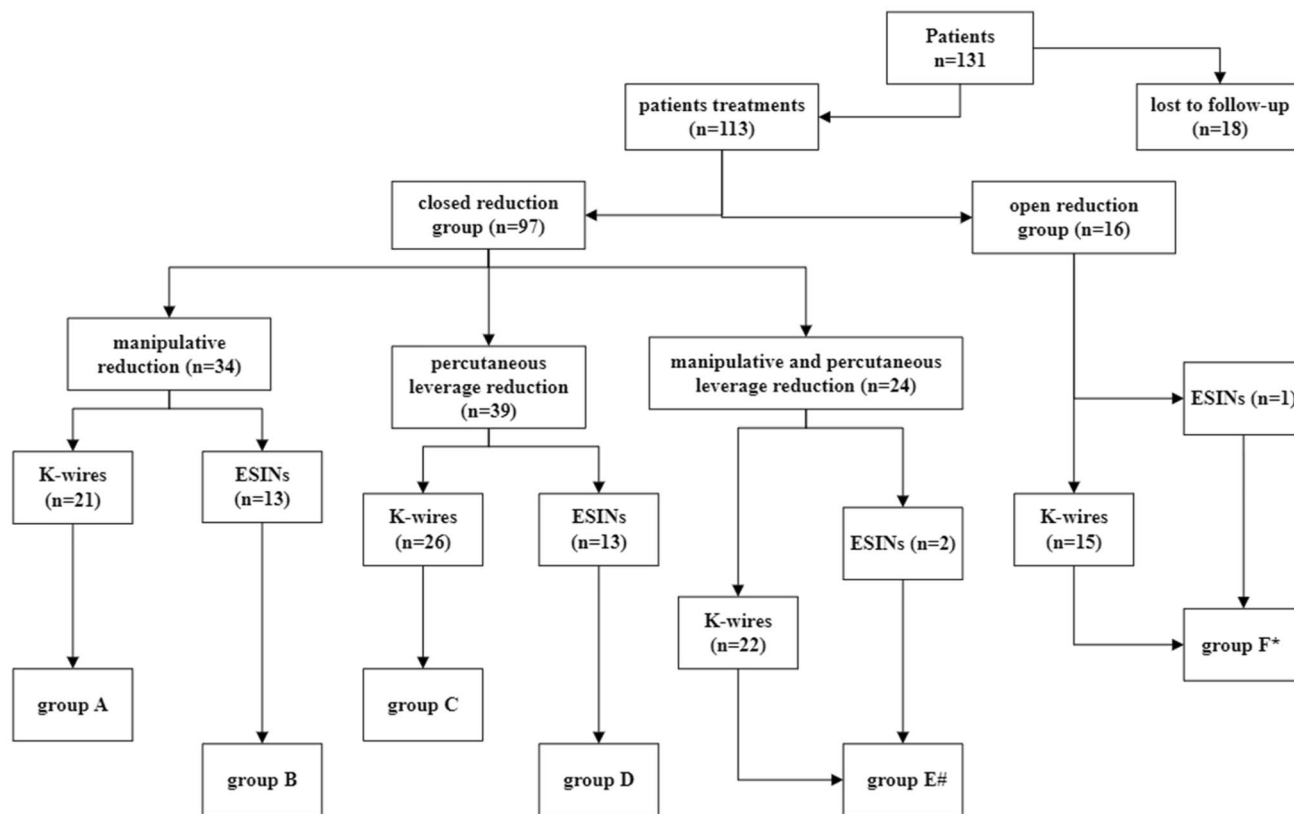 Patients
n=131
patients treatments
(n=113)
lost to follow-up
(n=18)
closed reduction
group (n=97)
open reduction
group (n=16)
manipulative
reduction (n=34)
percutaneous
leverage reduction
(n=39)
manipulative and percutaneous
leverage reduction (n=24)
ESINs (n=1)
K-wires
(n=21)
ESINs
(n=13)
K-wires
(n=26)
ESINs
(n=13)
ESINs (n=2)
K-wires
(n=15)
K-wires
(n=22)
group F*
group A
group C
group B
group D
group E#